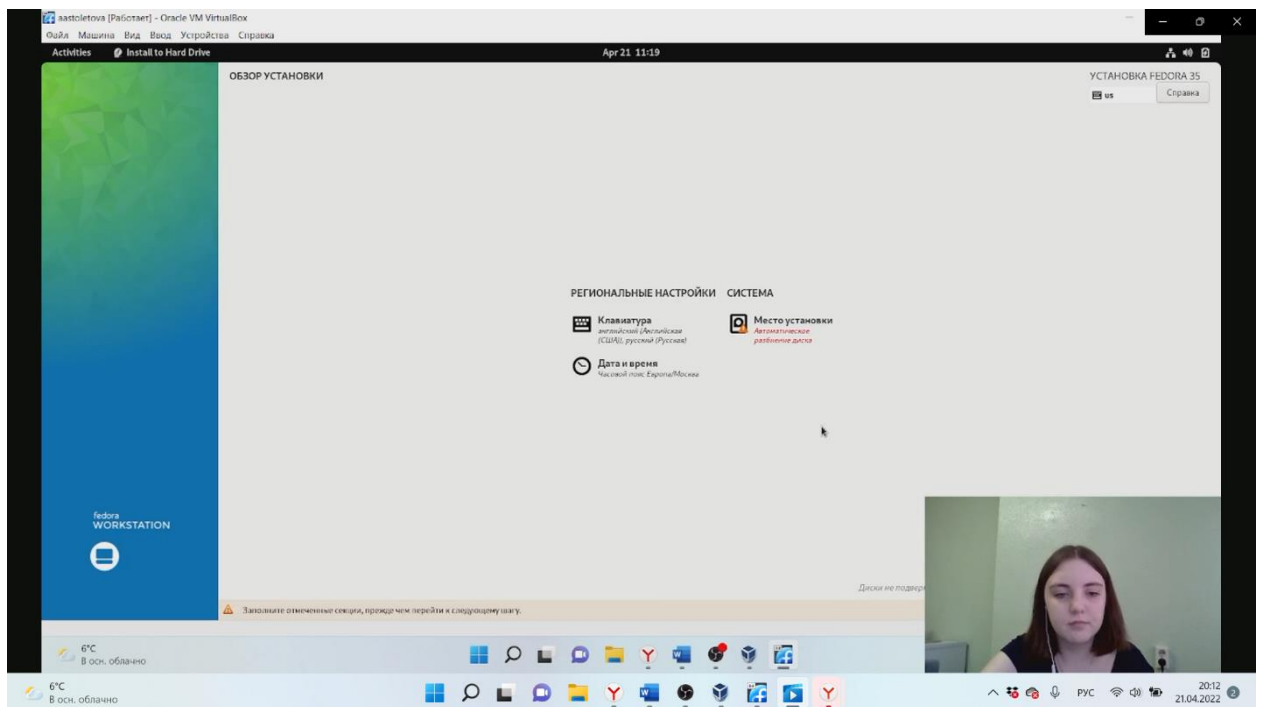 aastoletova [Работает] - Oracle VM VirtualBox
Файл Машина Вид Ввод Устройства Справка
Activities Install to Hard Drive Apr 21 11:19
ОБЗОР УСТАНОВКИ
УСТАНОВКА FEDORA 35
us
Справка
РЕГИОНАЛЬНЫЕ НАСТРОЙКИ
Клавиатура
английский (Английская
(США)), русский (Русская)
Дата и время
Часовой пояс Европа/Москва
СИСТЕМА
Место установки
Автоматическое
разбиение диска
fedora
WORKSTATION
Диски не
Заполните отмеченные секции, прежде чем перейти к следующему шагу.
6°C
В осн. облачно
6°C
В осн. облачно
РУС
20:12
21.04.2022
2